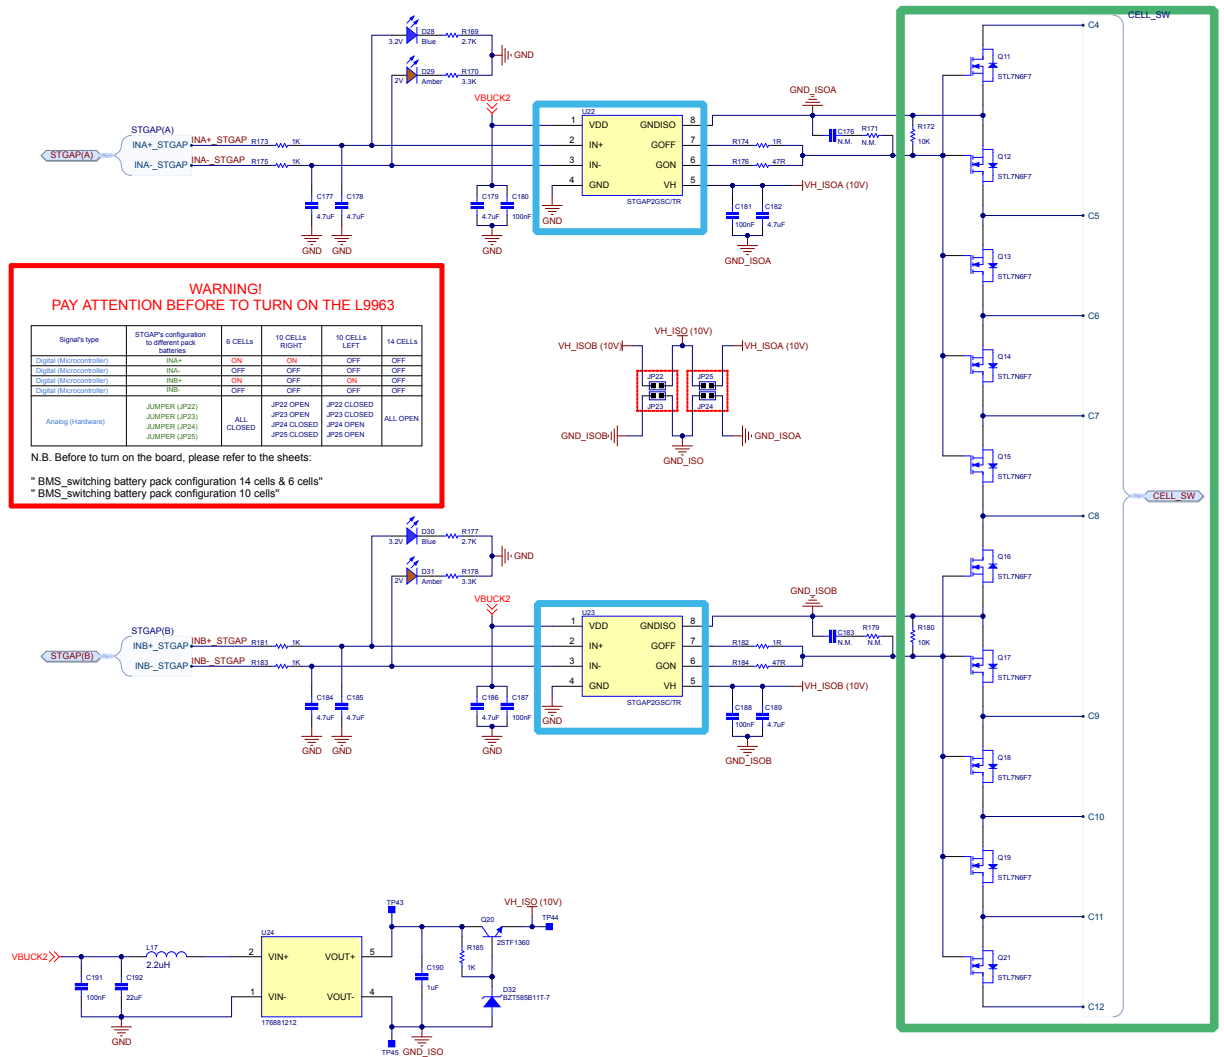 D28
3.2V
Blue
R169
2.7K
GND
D29
2V
Amber
R170
3.3K
VBUCK2
STGAP(A)
STGAP(A)
INA+_STGAP
INA-_STGAP
INA+_STGAP
R173
1K
INA-_STGAP
R175
1K
C177
4.7uF
C178
4.7uF
GND
GND
C179
4.7uF
C180
100nF
GND
U22
1
VDD
GNDISO
8
2
IN+
GOFF
7
3
IN-
GON
6
4
GND
VH
5
STGAP2GSC/TR
GND
GND_ISOA
C176
N.M.
R171
N.M.
R172
10K
R174
1R
R176
47R
VH_ISOA (10V)
C181
100nF
C182
4.7uF
GND_ISOA
WARNING!
PAY ATTENTION BEFORE TO TURN ON THE L9963
Signal's type
STGAP's configuration
to different pack
batteries
6 CELLs
10 CELLs
RIGHT
10 CELLs
LEFT
14 CELLs
Digital (Microcontroller) INA+ ON ON OFF OFF
Digital (Microcontroller) INA- OFF OFF OFF OFF
Digital (Microcontroller) INB+ ON OFF ON OFF
Digital (Microcontroller) INB- OFF OFF OFF OFF
Analog (Hardware)
JUMPER (JP22)
JUMPER (JP23)
JUMPER (JP24)
JUMPER (JP25)
ALL
CLOSED
JP22 OPEN
JP23 OPEN
JP24 CLOSED
JP25 CLOSED
JP22 CLOSED
JP23 CLOSED
JP24 OPEN
JP25 OPEN
ALL OPEN
N.B. Before to turn on the board, please refer to the sheets:
" BMS_switching battery pack configuration 14 cells & 6 cells"
" BMS_switching battery pack configuration 10 cells"
VH_ISO (10V)
VH_ISOB (10V)
VH_ISOA (10V)
JP22
JP25
JP23
JP24
GND_ISOB
GND_ISOA
GND_ISO
D30
3.2V
Blue
R177
2.7K
GND
D31
2V
Amber
R178
3.3K
VBUCK2
STGAP(B)
STGAP(B)
INB+_STGAP
INB-_STGAP
INB+_STGAP
R181
1K
INB-_STGAP
R183
1K
C184
4.7uF
C185
4.7uF
GND
GND
C186
4.7uF
C187
100nF
GND
U23
1
VDD
GNDISO
8
2
IN+
GOFF
7
3
IN-
GON
6
4
GND
VH
5
STGAP2GSC/TR
GND
GND_ISOB
C183
N.M.
R179
N.M.
R180
10K
R182
1R
R184
47R
VH_ISOB (10V)
C188
100nF
C189
4.7uF
GND_ISOB
CELL_SW
C4
Q11
STL7N6F7
Q12
STL7N6F7
C5
Q13
STL7N6F7
C6
Q14
STL7N6F7
C7
Q15
STL7N6F7
CELL_SW
C8
Q16
STL7N6F7
Q17
STL7N6F7
C9
Q18
STL7N6F7
C10
Q19
STL7N6F7
C11
Q21
STL7N6F7
C12
VBUCK2
C191
100nF
C192
22uF
GND
L17
2.2uH
U24
2
VIN+
VOUT+
5
1
VIN-
VOUT-
4
176881212
TP43
C190
1uF
TP45
GND_ISO
R185
1K
Q20
2STF1360
VH_ISO (10V)
TP44
D32
BZT585B11T-7